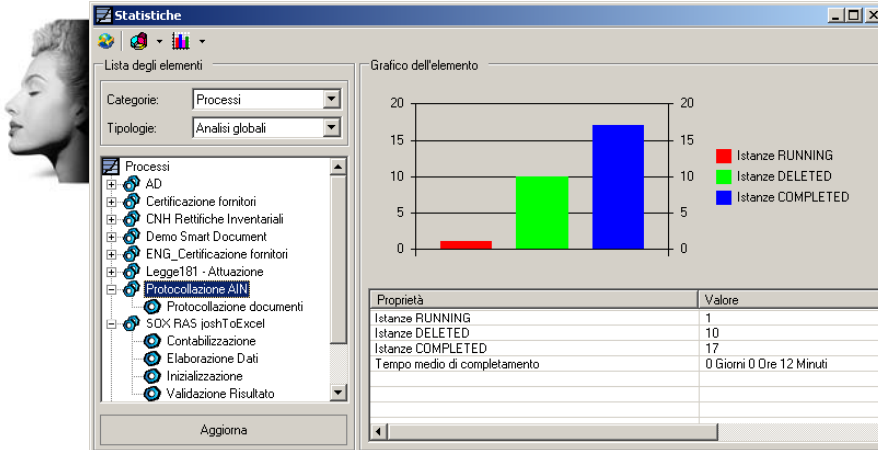 Statistiche
Lista degli elementi
Categorie: Processi
Tipologie: Analisi globali
Processi
AD
Certificazione fornitori
CNH Rettifiche Inventariali
Demo Smart Document
ENG_Certificazione fornitori
Legge181 - Attuazione
Protocollazione AIN
Protocollazione documenti
SOX RAS joshToExcel
Contabilizzazione
Elaborazione Dati
Inizializzazione
Validazione Risultato
Aggiorna
Grafico dell'elemento
20 20
15 15
10 10
5 5
0 0
Istanze RUNNING
Istanze DELETED
Istanze COMPLETED
Proprietà Valore
Istanze RUNNING 1
Istanze DELETED 10
Istanze COMPLETED 17
Tempo medio di completamento 0 Giorni 0 Ore 12 Minuti